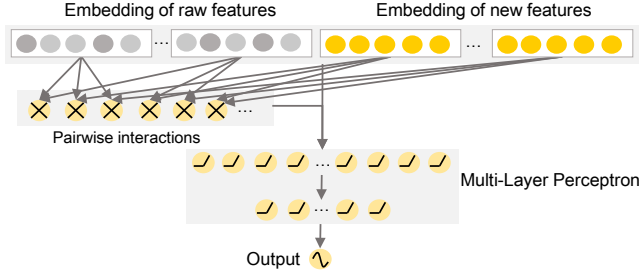 Embedding of raw features
Embedding of new features
...
...
...
Pairwise interactions
...
Multi-Layer Perceptron
...
Output